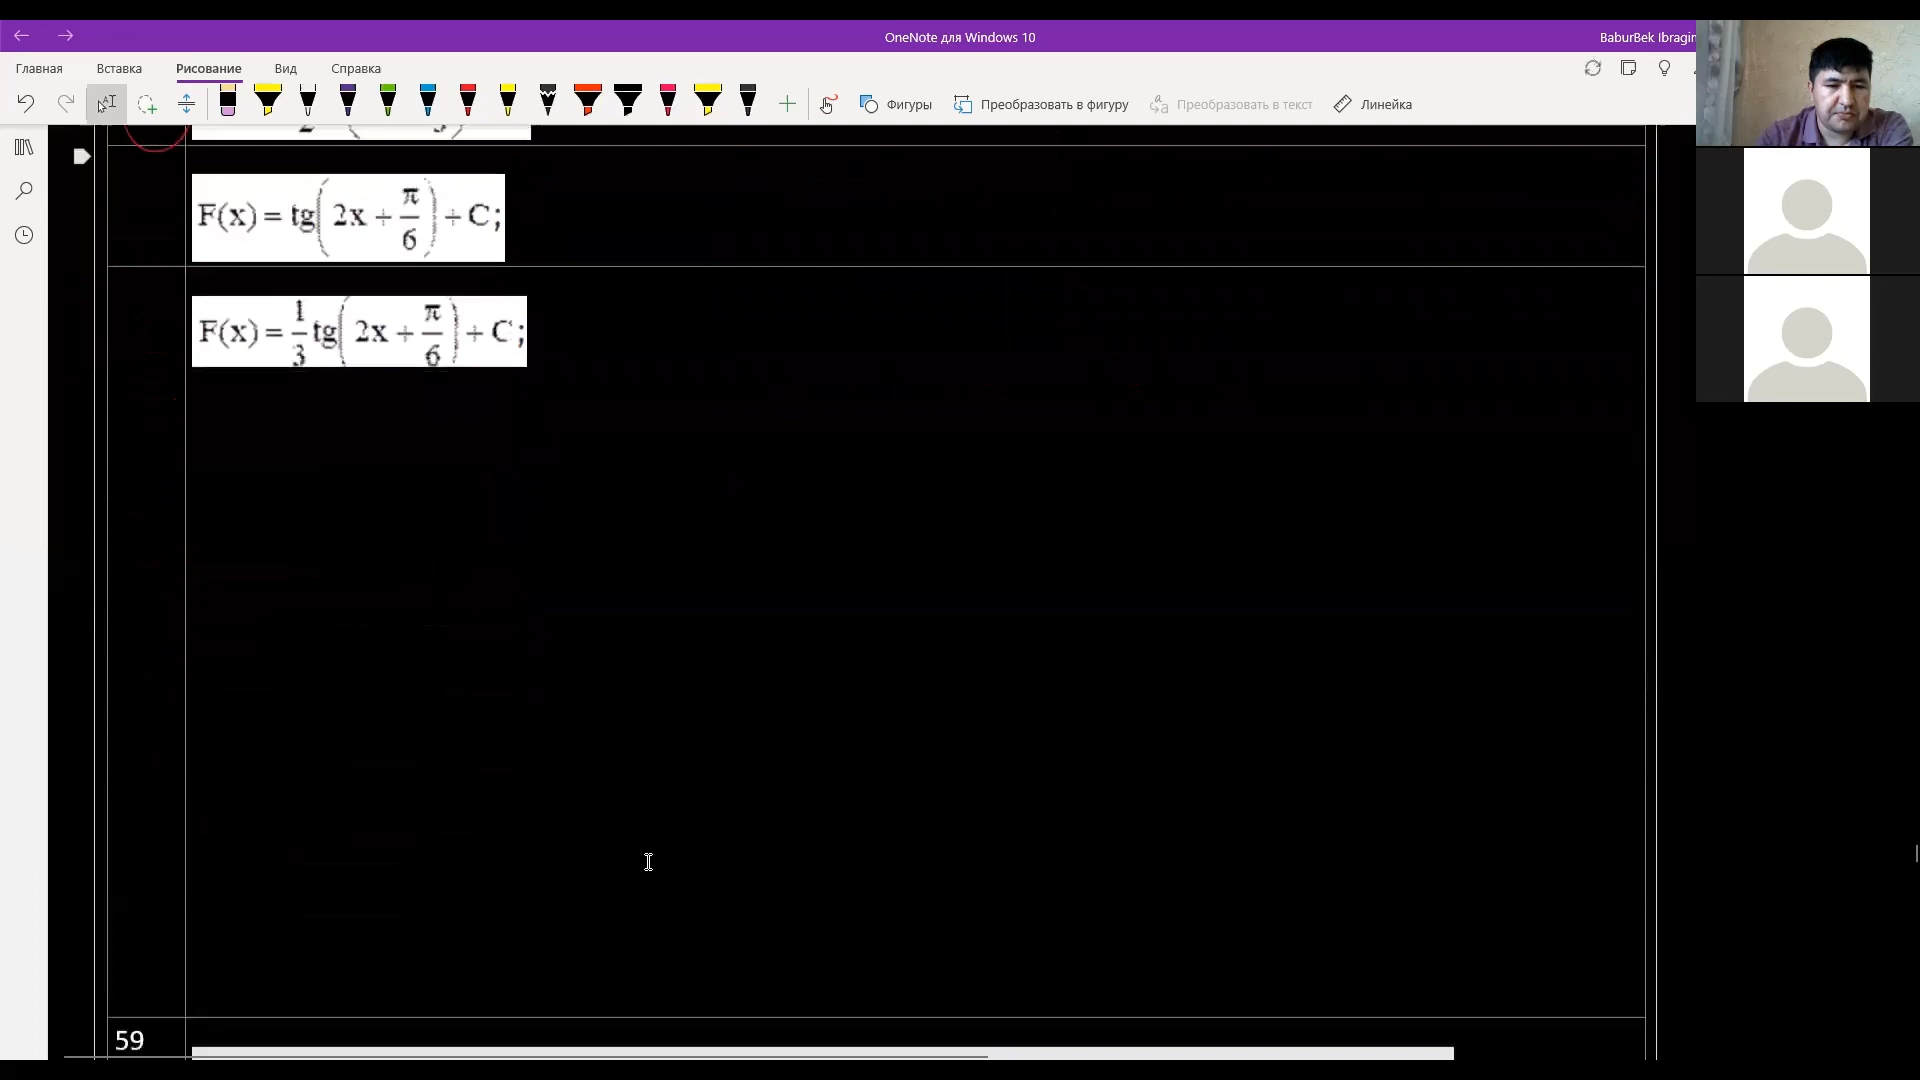 OneNote для Windows 10
BaburBek Ibragin
Главная Вставка Рисование Вид Справка
Фигуры Преобразовать в фигуру Преобразовать в текст Линейка
F(x) = tg(2x + π/6) + C;
F(x) = 1/3 tg(2x + π/6) + C;
59